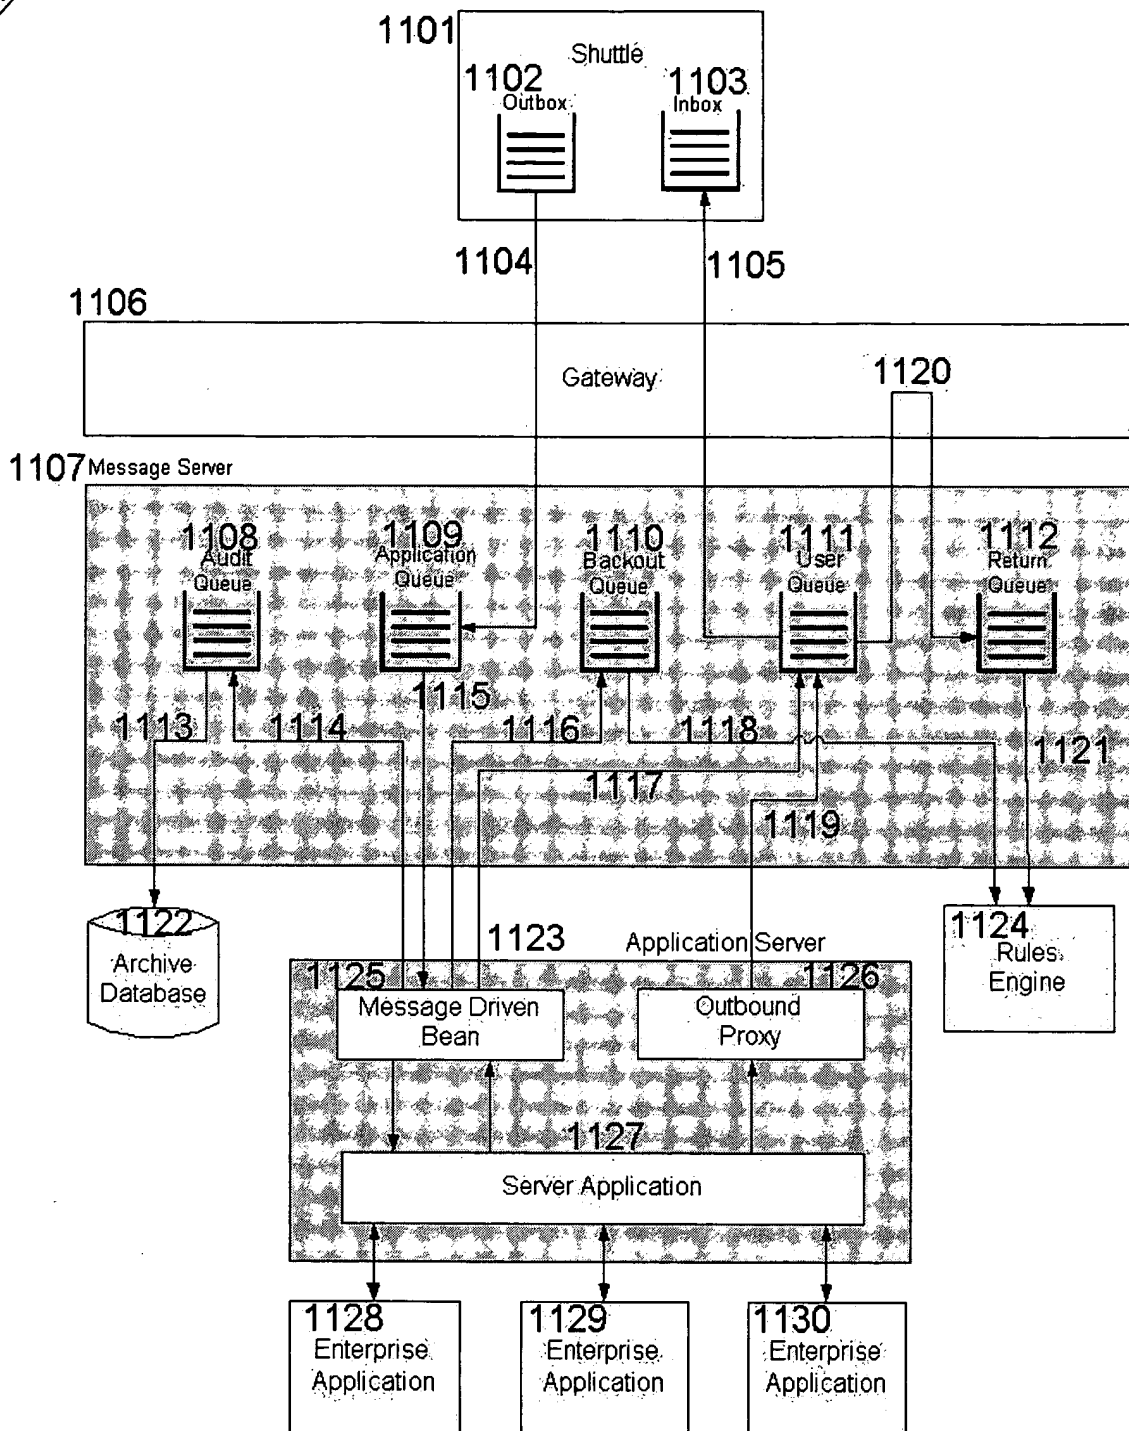 1101
Shuttle
1102
1103
Outbox
Inbox
1104
1105
1106
Gateway
1120
1107 Message Server
1108
Audit
Queue
1109
Application
Queue
1110
Backout
Queue
1111
User
Queue
1112
Return
Queue
1113
1114
1115
1116
1118
1117
1121
1119
1122
Archive
Database
1123
Application Server
1124
Rules
Engine
1125
Message Driven
Bean
1126
Outbound
Proxy
1127
Server Application
1128
Enterprise
Application
1129
Enterprise
Application
1130
Enterprise
Application